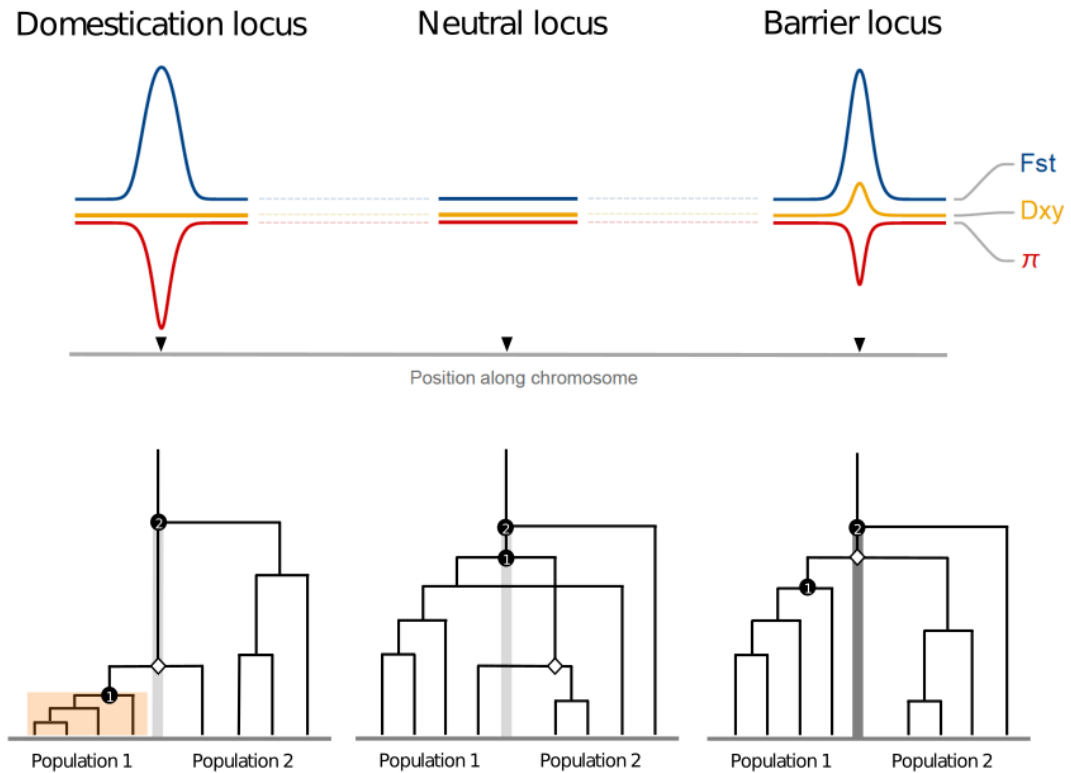 Domestication locus
Neutral locus
Barrier locus
Fst
Dxy
π
Position along chromosome
2
1
2
1
2
1
Population 1
Population 2
Population 1
Population 2
Population 1
Population 2